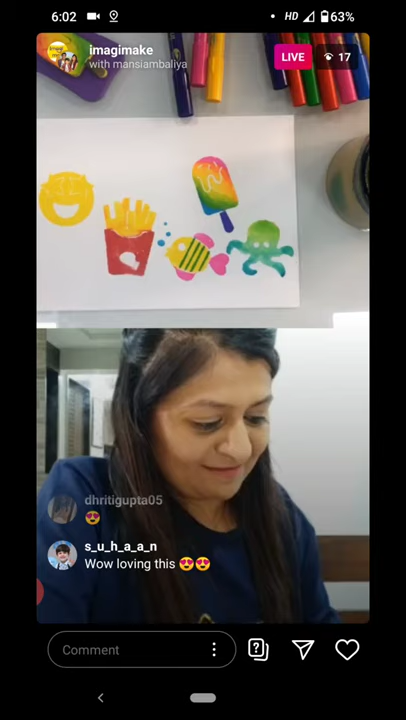 6:02
HD
63%
imagimake
with mansiambaliya
LIVE
17
dhritigupta05
😍
s_u_h_a_a_n
Wow loving this 😍😍
Comment